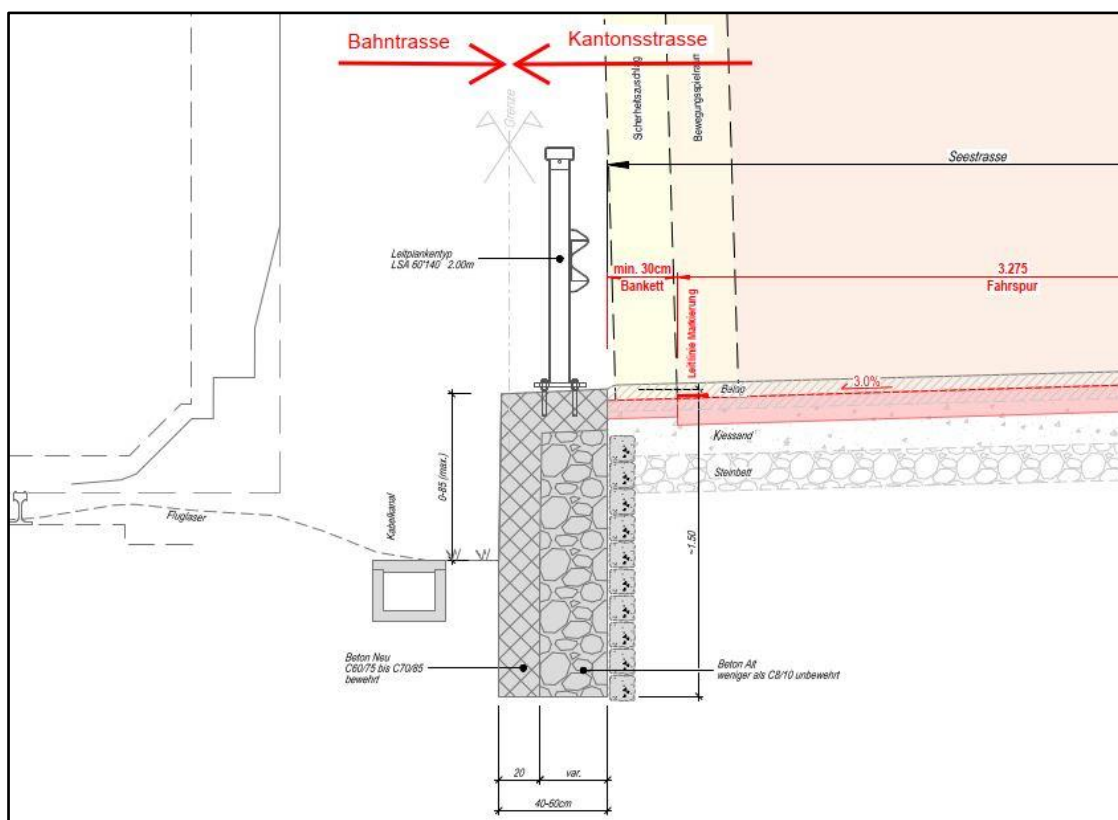 Bahntrasse
Kantonsstrasse
Grenze
Sicherheitszuschlag
Bewegungsspielraum
Seestrasse
Leitplankentyp
LSA 60*140 2.00m
min. 30cm
Bankett
3.275
Fahrspur
Leitlinie Markierung
Belag
3.0%
Kiessand
Steinbett
0-85 (max.)
Fluglaser
Kabelkanal
~1.50
Beton Neu
C60/75 bis C70/85
bewehrt
Beton Alt
weniger als C8/10 unbewehrt
20
var.
40-60cm